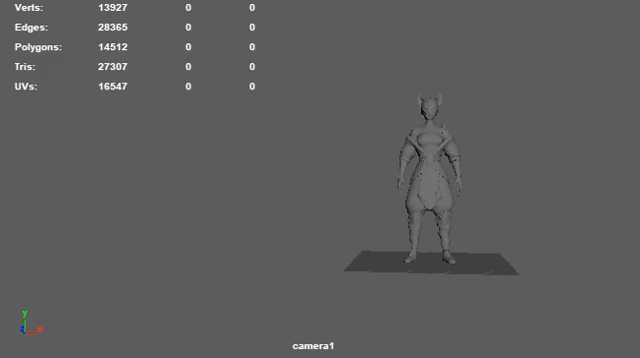 Verts: 13927 0 0
Edges: 28365 0 0
Polygons: 14512 0 0
Tris: 27307 0 0
UVs: 16547 0 0
y
camera1